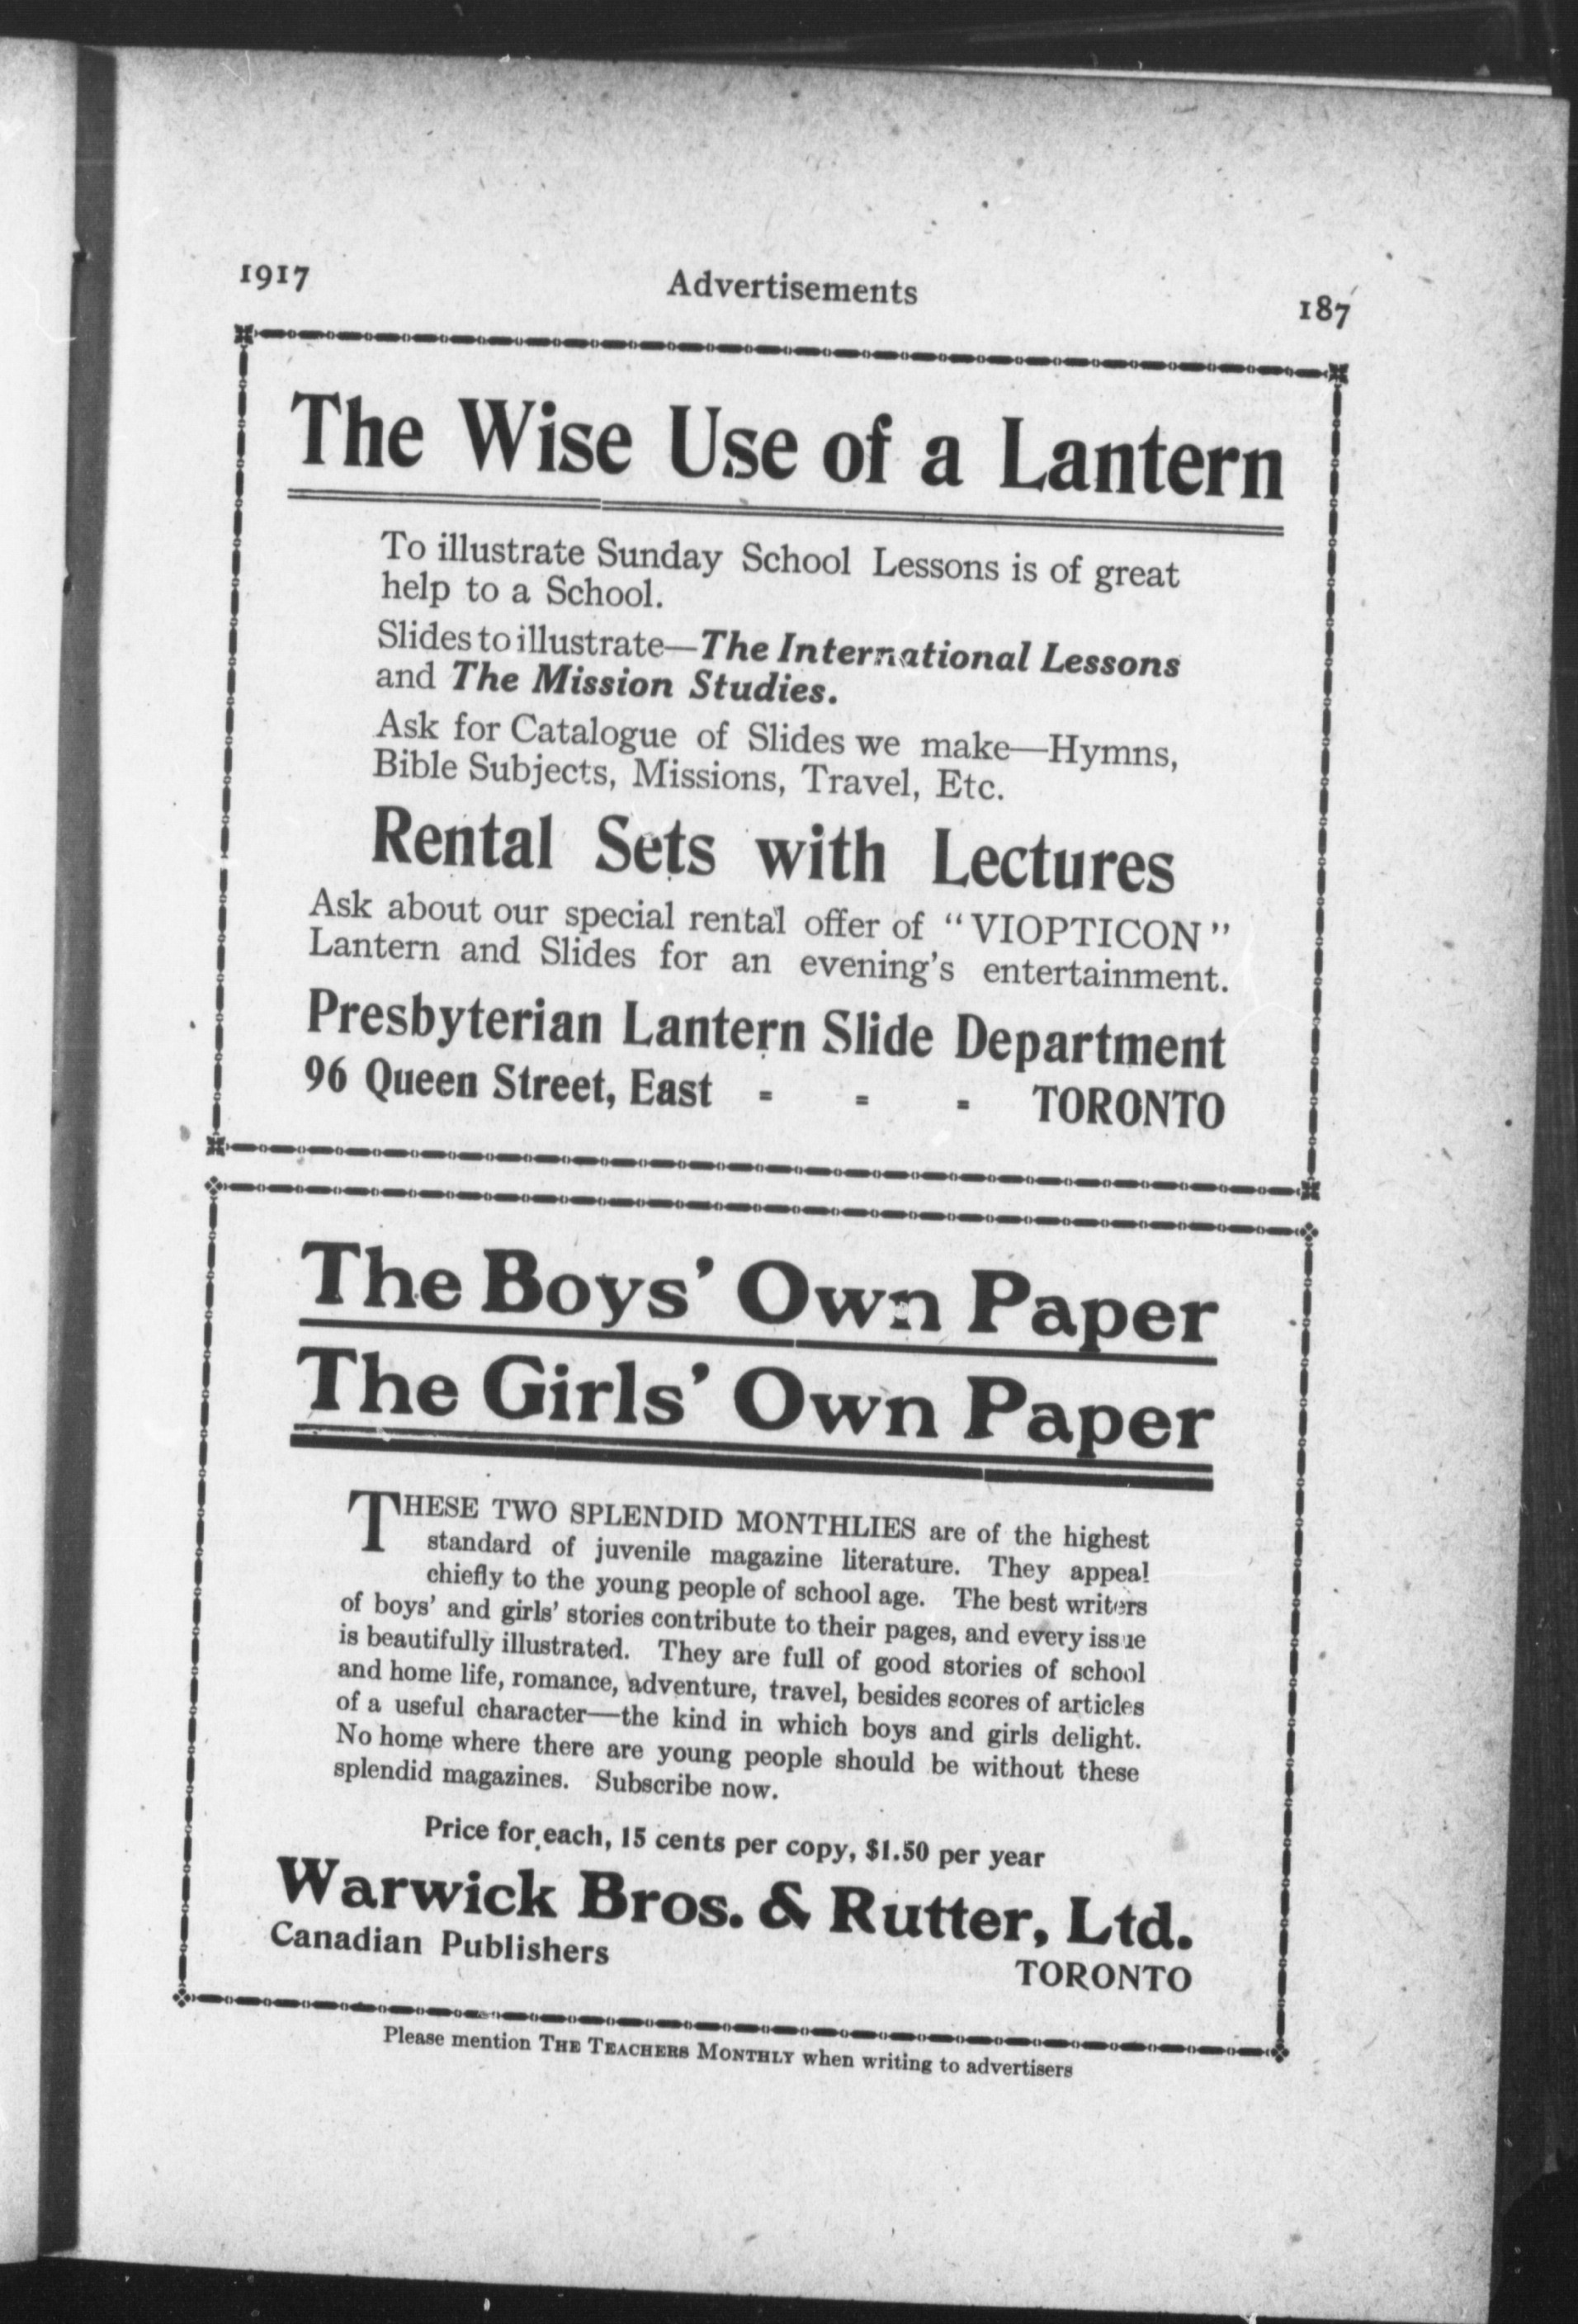 1917
Advertisements
187
The Wise Use of a Lantern
To illustrate Sunday School Lessons is of great
help to a School.
Slides to illustrate—The International Lessons
and The Mission Studies.
Ask for Catalogue of Slides we make—Hymns,
Bible Subjects, Missions, Travel, Etc.
Rental Sets with Lectures
Ask about our special rental offer of "VIOPTICON"
Lantern and Slides for an evening's entertainment.
Presbyterian Lantern Slide Department
96 Queen Street, East - - - TORONTO
The Boys' Own Paper
The Girls' Own Paper
THESE TWO SPLENDID MONTHLIES are of the highest
standard of juvenile magazine literature. They appeal
chiefly to the young people of school age. The best writers
of boys' and girls' stories contribute to their pages, and every issue
is beautifully illustrated. They are full of good stories of school
and home life, romance, adventure, travel, besides scores of articles
of a useful character—the kind in which boys and girls delight.
No home where there are young people should be without these
splendid magazines. Subscribe now.
Price for each, 15 cents per copy, $1.50 per year
Warwick Bros. & Rutter, Ltd.
Canadian Publishers
TORONTO
Please mention THE TEACHERS MONTHLY when writing to advertisers